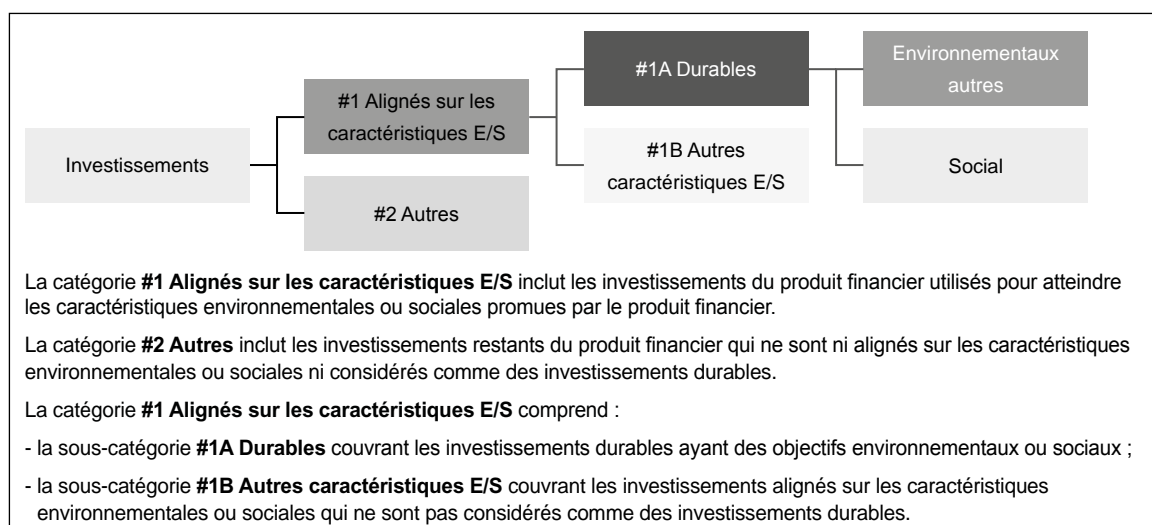 #1A Durables
Environnementaux
autres
#1 Alignés sur les
caractéristiques E/S
#1B Autres
caractéristiques E/S
Investissements
Social
#2 Autres
La catégorie #1 Alignés sur les caractéristiques E/S inclut les investissements du produit financier utilisés pour atteindre
les caractéristiques environnementales ou sociales promues par le produit financier.
La catégorie #2 Autres inclut les investissements restants du produit financier qui ne sont ni alignés sur les caractéristiques
environnementales ou sociales ni considérés comme des investissements durables.
La catégorie #1 Alignés sur les caractéristiques E/S comprend :
- la sous-catégorie #1A Durables couvrant les investissements durables ayant des objectifs environnementaux ou sociaux ;
- la sous-catégorie #1B Autres caractéristiques E/S couvrant les investissements alignés sur les caractéristiques
environnementales ou sociales qui ne sont pas considérés comme des investissements durables.